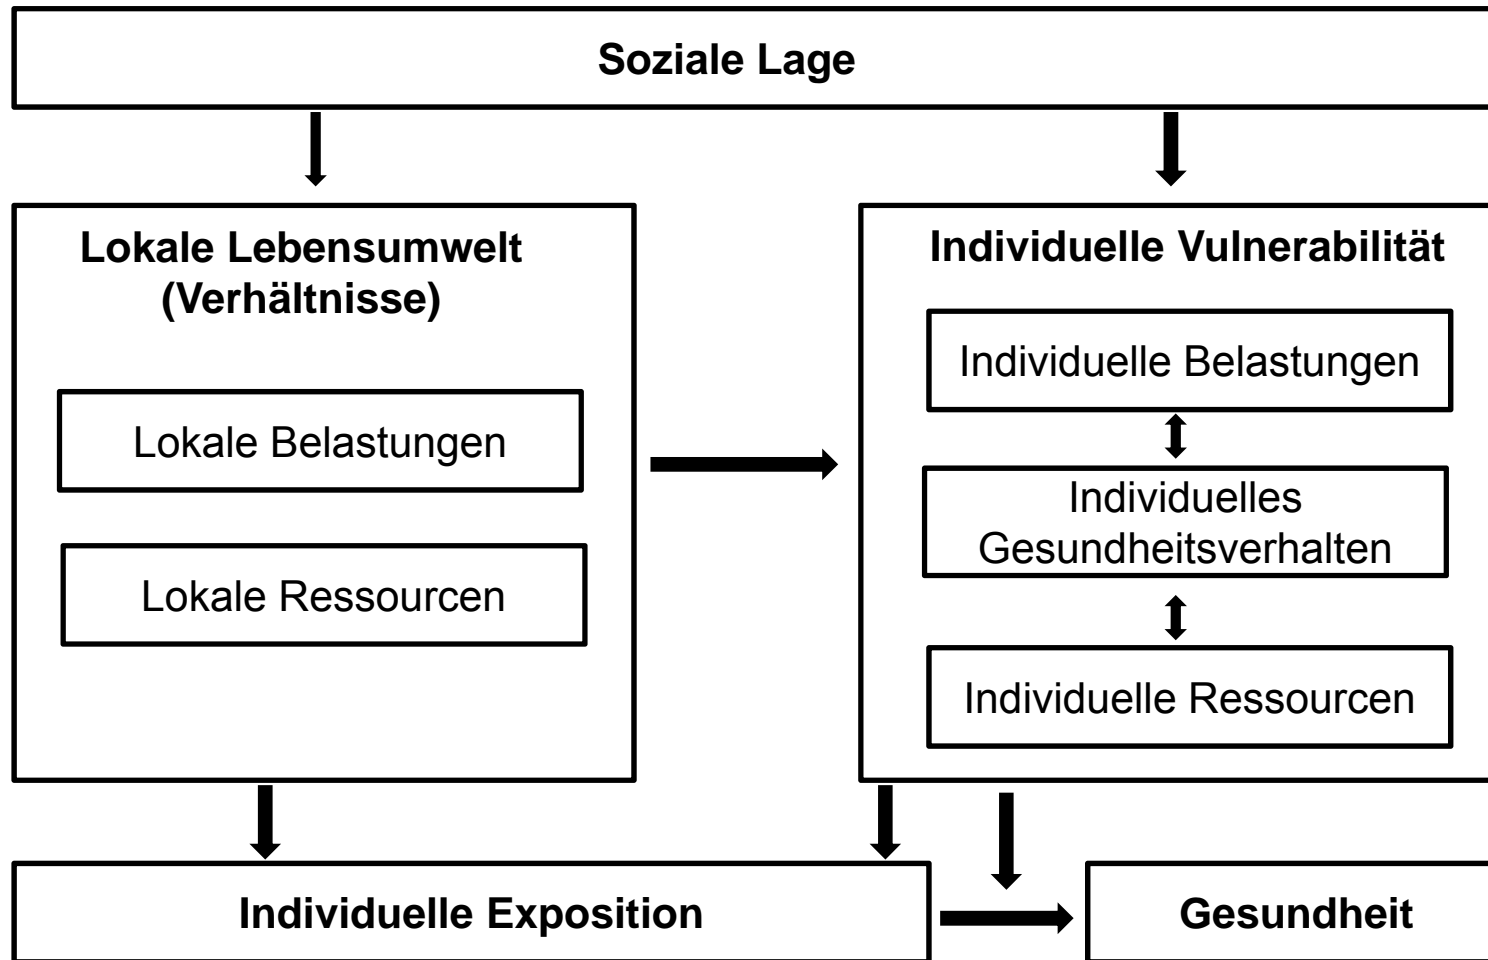 Soziale Lage
Lokale Lebensumwelt
(Verhältnisse)
Lokale Belastungen
Lokale Ressourcen
Individuelle Vulnerabilität
Individuelle Belastungen
Individuelles
Gesundheitsverhalten
Individuelle Ressourcen
Individuelle Exposition
Gesundheit